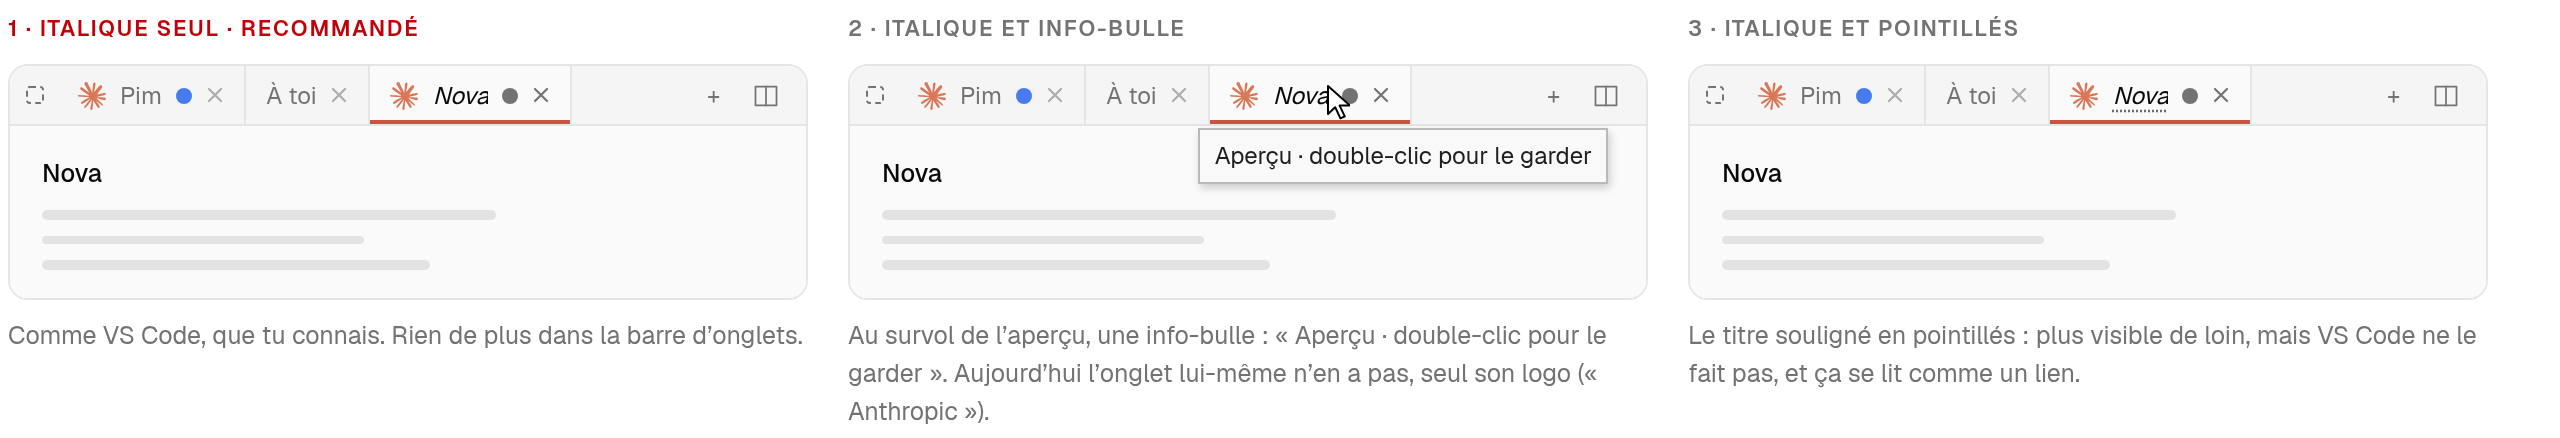 1 · ITALIQUE SEUL · RECOMMANDÉ
Pim
À toi
Nova
+
Nova
Comme VS Code, que tu connais. Rien de plus dans la barre d’onglets.
2 · ITALIQUE ET INFO-BULLE
Pim
À toi
Nova
+
Aperçu · double-clic pour le garder
Nova
Au survol de l’aperçu, une info-bulle : « Aperçu · double-clic pour le
garder ». Aujourd’hui l’onglet lui-même n’en a pas, seul son logo («
Anthropic »).
3 · ITALIQUE ET POINTILLÉS
Pim
À toi
Nova
+
Nova
Le titre souligné en pointillés : plus visible de loin, mais VS Code ne le
fait pas, et ça se lit comme un lien.